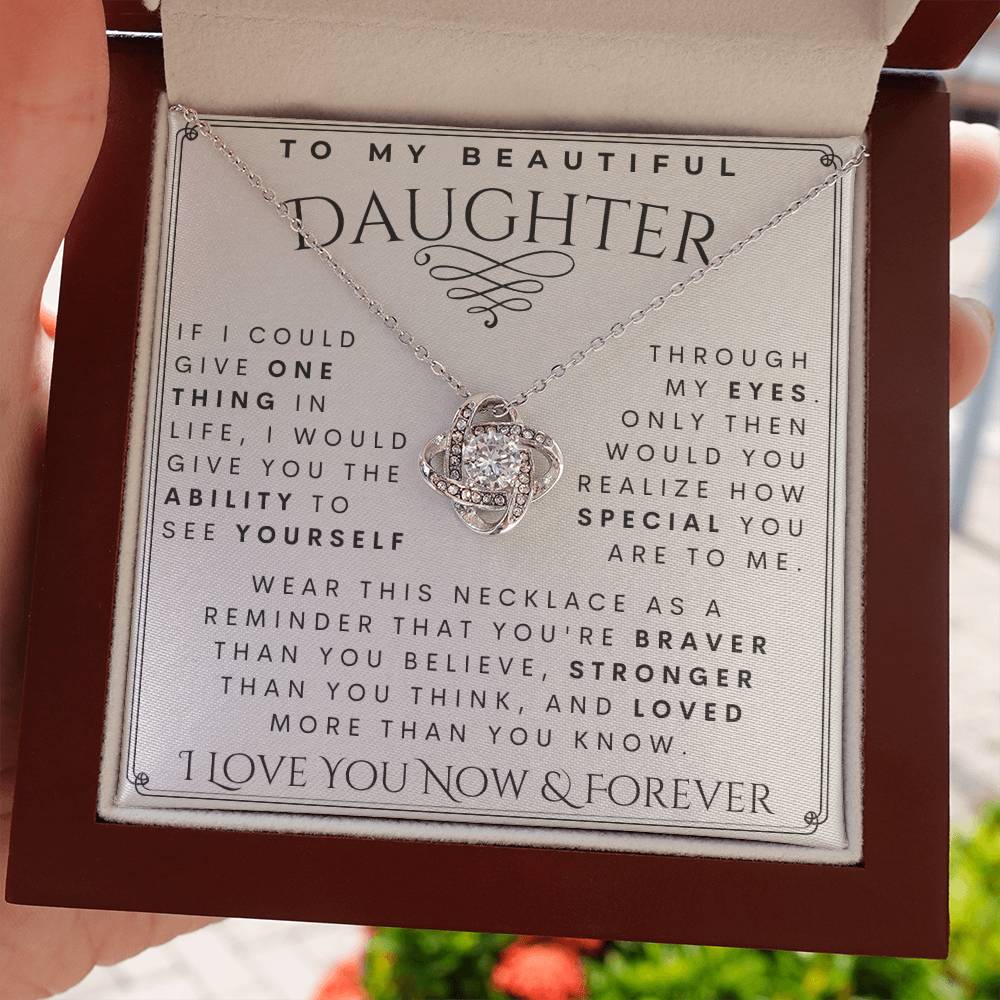 TO MY BEAUTIFUL
DAUGHTER
IF I COULD
GIVE ONE
THING IN
LIFE, I WOULD
GIVE YOU THE
ABILITY TO
SEE YOURSELF
THROUGH
MY EYES.
ONLY THEN
WOULD YOU
REALIZE HOW
SPECIAL YOU
ARE TO ME.
WEAR THIS NECKLACE AS A
REMINDER THAT YOU'RE BRAVER
THAN YOU BELIEVE, STRONGER
THAN YOU THINK, AND LOVED
MORE THAN YOU KNOW.
I LOVE YOU NOW & FOREVER